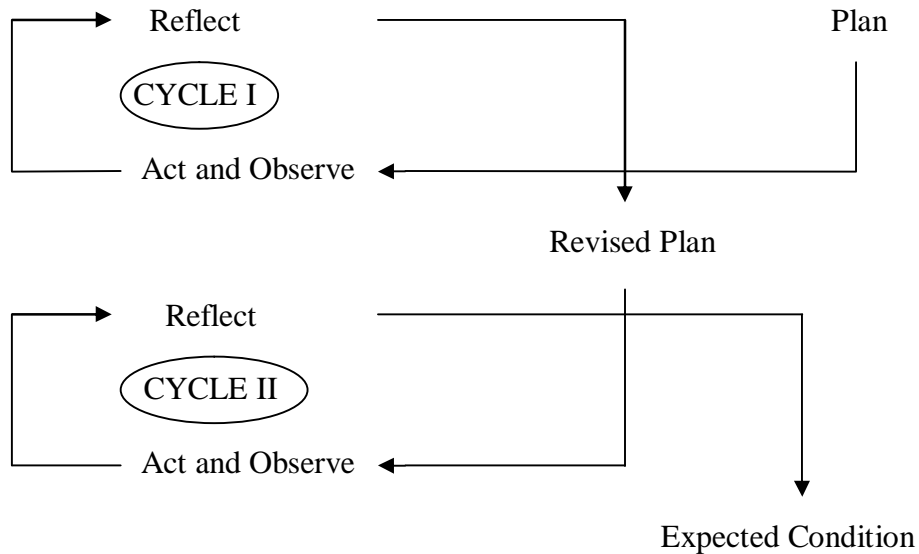 Reflect
Plan
CYCLE I
Act and Observe
Revised Plan
Reflect
CYCLE II
Act and Observe
Expected Condition